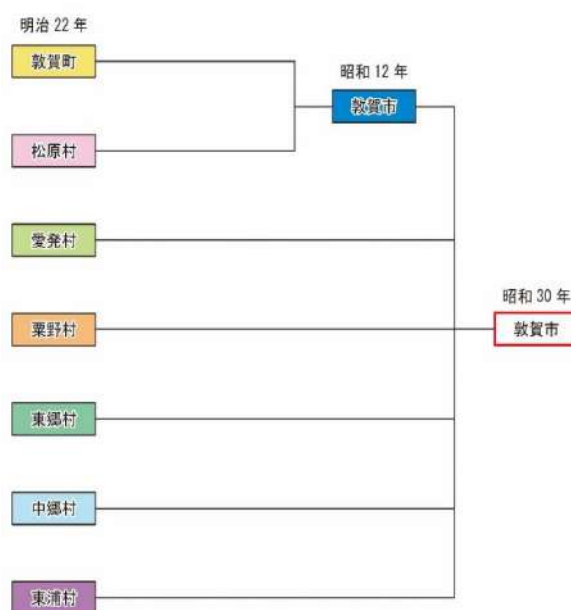 明治 22 年
敦賀町
昭和 12 年
敦賀市
松原村
愛発村
昭和 30 年
粟野村
敦賀市
東郷村
中郷村
東浦村